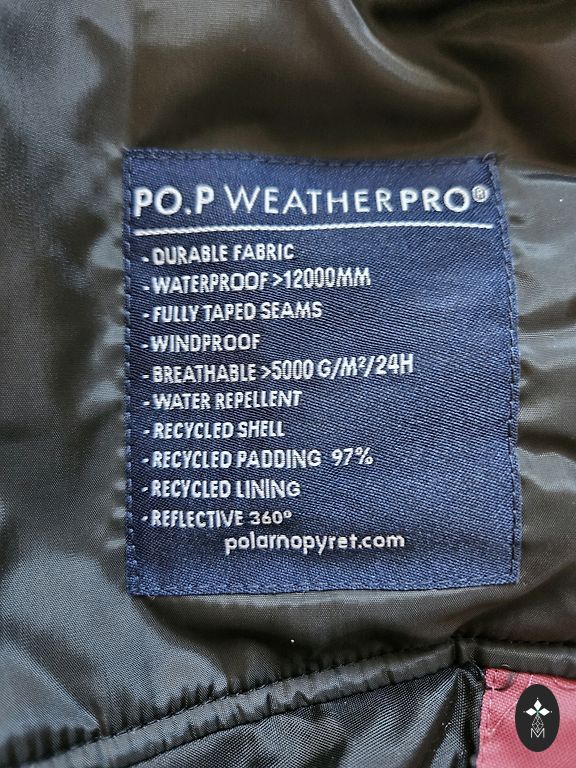 PO.P WEATHERPRO®
- DURABLE FABRIC
- WATERPROOF >12000MM
- FULLY TAPED SEAMS
- WINDPROOF
- BREATHABLE >5000 G/M²/24H
- WATER REPELLENT
- RECYCLED SHELL
- RECYCLED PADDING 97%
- RECYCLED LINING
- REFLECTIVE 360°
polarnopyret.com
M